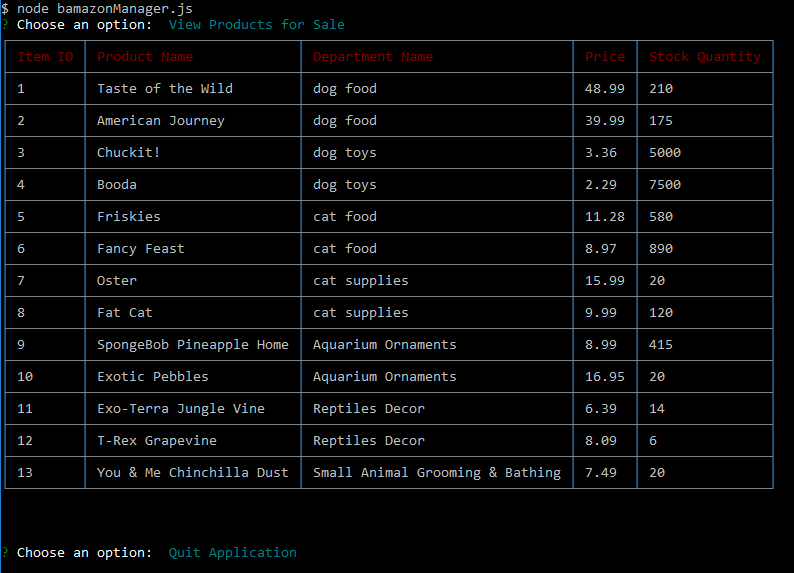 $ node bamazonManager.js
? Choose an option: View Products for Sale
Item ID Product Name Department Name Price Stock Quantity
1 Taste of the Wild dog food 48.99 210
2 American Journey dog food 39.99 175
3 Chuckit! dog toys 3.36 5000
4 Booda dog toys 2.29 7500
5 Friskies cat food 11.28 580
6 Fancy Feast cat food 8.97 890
7 Oster cat supplies 15.99 20
8 Fat Cat cat supplies 9.99 120
9 SpongeBob Pineapple Home Aquarium Ornaments 8.99 415
10 Exotic Pebbles Aquarium Ornaments 16.95 20
11 Exo-Terra Jungle Vine Reptiles Decor 6.39 14
12 T-Rex Grapevine Reptiles Decor 8.09 6
13 You & Me Chinchilla Dust Small Animal Grooming & Bathing 7.49 20
? Choose an option: Quit Application